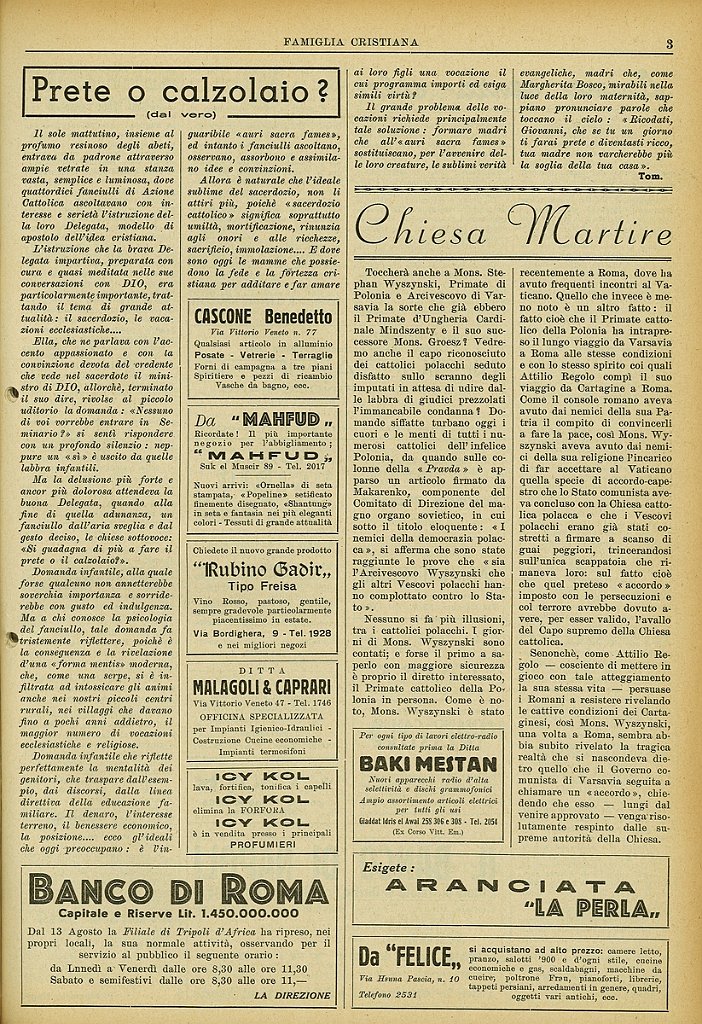 FAMIGLIA CRISTIANA
3
Prete o calzolaio?
(dal vero)
Il sole mattutino, insieme al
profumo resinoso degli abeti,
entrava da padrone attraverso
ampie vetrate in una stanza
vasta, semplice e luminosa, dove
quattordici fanciulli di Azione
Cattolica ascoltavano con in-
teresse e serietà l'istruzione del-
la loro Delegata, modello di
apostolo dell'idea cristiana.
L'istruzione che la brava De-
legata impartiva, preparata con
cura e quasi meditata nelle sue
conversazioni con DIO, era
particolarmente importante, trat-
tando il tema di grande at-
tualità : il sacerdozio, le voca-
zioni ecclesiastiche....
Ella, che ne parlava con l'ac-
cento appassionato e con la
convinzione devota del credente
che vede nel sacerdote il mini-
stro di DIO, allorchè, terminato
il suo dire, rivolse al piccolo
uditorio la domanda : «Nessuno
di voi vorrebbe entrare in Se-
minario?» si sentì rispondere
con un profondo silenzio : nep-
pure un «sì» è uscito da quelle
labbra infantili.
Ma la delusione più forte e
ancor più dolorosa attendeva la
buona Delegata, quando alla
fine di quella adunanza, un
fanciullo dall'aria sveglia e dal
gesto deciso, le chiese sottovoce:
«Si guadagna di più a fare il
prete o il calzolaio?».
Domanda infantile, alla quale
forse qualcuno non annetterebbe
soverchia importanza e sorride-
rebbe con gusto ed indulgenza.
Ma a chi conosce la psicologia
del fanciullo, tale domanda fa
tristemente riflettere, poichè è
la conseguenza e la rivelazione
d'una «forma mentis» moderna,
che, come una serpe, si è in-
filtrata ad intossicare gli animi
anche nei nostri piccoli centri
rurali, nei villaggi che davano
fino a pochi anni addietro, il
maggior numero di vocazioni
ecclesiastiche e religiose.
Domanda infantile che riflette
perfettamente la mentalità dei
genitori, che traspare dall'esem-
pio, dai discorsi, dalla linea
direttiva della educazione fa-
miliare. Il denaro, l'interesse
terreno, il benessere economico,
la posizione.... ecco gl'ideali
che oggi preoccupano : è l'in-
guaribile «auri sacra fames»,
ed intanto i fanciulli ascoltano,
osservano, assorbono e assimila-
no idee e convinzioni.
Allora è naturale che l'ideale
sublime del sacerdozio, non li
attiri più, poichè «sacerdozio
cattolico» significa soprattutto
umiltà, mortificazione, rinunzia
agli onori e alle ricchezze,
sacrificio, immolazione.... E dove
sono oggi le mamme che possie-
dono la fede e la fortezza cri-
stiana per additare e far amare
ai loro figli una vocazione il
cui programma importi ed esiga
simili virtù?
Il grande problema delle vo-
cazioni richiede principalmente
tale soluzione : formare madri
che all'«auri sacra fames»
sostituiscano, per l'avvenire del-
le loro creature, le sublimi verità
evangeliche, madri che, come
Margherita Bosco, mirabili nella
luce della loro maternità, sap-
piano pronunciare parole che
toccano il cielo : «Ricodati,
Giovanni, che se tu un giorno
ti farai prete e diventasti ricco,
tua madre non varcherebbe più
la soglia della tua casa».
Tom.
CASCONE Benedetto
Via Vittorio Veneto n. 77
Qualsiasi articolo in alluminio
Posate - Vetrerie - Terraglie
Forni di campagna a tre piani
Spiritiere e pezzi di ricambio
Vasche da bagno, ecc.
Da "MAHFUD„
Ricordate! Il più importante
negozio per l'abbigliamento ;
"MAHFUD„
Suk el Muscir 89 - Tel. 2017
Nuovi arrivi: «Ornella» di seta
stampata, «Popeline» setificato
finemente disegnato, «Shantung»
in seta e fantasia nei più eleganti
colori - Tessuti di grande attualità
Chiedete il nuovo grande prodotto
"Rubino Gadir„
Tipo Freisa
Vino Rosso, pastoso, gentile,
sempre gradevole particolarmente
piacentissimo in estate.
Via Bordighera, 9 - Tel. 1928
e nei migliori negozi
DITTA
MALAGOLI & CAPRARI
Via Vittorio Veneto 47 - Tel. 1746
OFFICINA SPECIALIZZATA
per Impianti Igienico-Idraulici -
Costruzione Cucine economiche -
Impianti termosifoni
ICY KOL
lava, fortifica, tonifica i capelli
ICY KOL
elimina la FORFORA
ICY KOL
è in vendita presso i principali
PROFUMIERI
Chiesa Martire
Toccherà anche a Mons. Ste-
phan Wyszynski, Primate di
Polonia e Arcivescovo di Var-
savia la sorte che già ebbero
il Primate d'Ungheria Cardi-
nale Mindszenty e il suo suc-
cessore Mons. Groesz? Vedre-
mo anche il capo riconosciuto
dei cattolici polacchi seduto
disfatto sullo scranno degli
imputati in attesa di udire dal-
le labbra di giudici prezzolati
l'immancabile condanna? Do-
mande siffatte turbano oggi i
cuori e le menti di tutti i nu-
merosi cattolici dell'infelice
Polonia, da quando sulle co-
lonne della «Pravda» è ap-
parso un articolo firmato da
Makarenko, componente del
Comitato di Direzione del ma-
gno organo sovietico, in cui
sotto il titolo eloquente : «I
nemici della democrazia polac-
ca», si afferma che sono state
raggiunte le prove che «sia
l'Arcivescovo Wyszynski che
gli altri Vescovi polacchi han-
no complottato contro lo Sta-
to».
Nessuno si fa più illusioni,
tra i cattolici polacchi. I gior-
ni di Mons. Wyszynski sono
contati; e forse il primo a sa-
perlo con maggiore sicurezza
è proprio il diretto interessato,
il Primate cattolico della Po-
lonia in persona. Come è no-
to, Mons. Wyszynski è stato
recentemente a Roma, dove ha
avuto frequenti incontri al Va-
ticano. Quello che invece è me-
no noto è un altro fatto : il
fatto cioè che il Primate catto-
lico della Polonia ha intrapre-
so il lungo viaggio da Varsavia
a Roma alle stesse condizioni
e con lo stesso spirito coi quali
Attilio Regolo compì il suo
viaggio da Cartagine a Roma.
Come il console romano aveva
avuto dai nemici della sua Pa-
tria il compito di convincerli
a fare la pace, così Mons. Wy-
szynski aveva avuto dai nemi-
ci della sua religione l'incarico
di far accettare al Vaticano
quella specie di accordo-cape-
stro che lo Stato comunista ave-
va concluso con la Chiesa catto-
lica polacca e che i Vescovi
polacchi erano già stati co-
stretti a firmare a scanso di
guai peggiori, trincerandosi
sull'unica scappatoia che ri-
maneva loro: sul fatto cioè
che quel preteso «accordo»
imposto con le persecuzioni e
col terrore avrebbe dovuto a-
vere, per esser valido, l'avallo
del Capo supremo della Chiesa
cattolica.
Senonchè, come Attilio Re-
golo — cosciente di mettere in
gioco con tale atteggiamento
la sua stessa vita — persuase
i Romani a resistere rivelando
le cattive condizioni dei Carta-
ginesi, così Mons. Wyszynski,
una volta a Roma, sembra ab-
bia subito rivelato la tragica
realtà che si nascondeva die-
tro quello che il Governo co-
munista di Varsavia seguita a
chiamare un «accordo», chie-
dendo che esso — lungi dal
venire approvato — venga riso-
lutamente respinto dalle su-
preme autorità della Chiesa.
Per ogni tipo di lavori elettro-radio
consultate prima la Ditta
BAKI MESTAN
Nuovi apparecchi radio d'alta
selettività e dischi grammofonici
Ampio assortimento articoli elettrici
per tutti gli usi
Giaddat Idris el Awal 256 306 e 308 - Tel. 2054
(Ex Corso Vitt. Em.)
BANCO DI ROMA
Capitale e Riserve Lit. 1.450.000.000
Dal 13 Agosto la Filiale di Tripoli d'Africa ha ripreso, nei
propri locali, la sua normale attività, osservando per il
servizio al pubblico il seguente orario :
da Lunedì a Venerdì dalle ore 8,30 alle ore 11,30
Sabato e semifestivi dalle ore 8,30 alle ore 11,—
LA DIREZIONE
Esigete :
ARANCIATA
"LA PERLA„
Da "FELICE„
Via Henna Pascia, n. 10
Telefono 2531
si acquistano ad alto prezzo: camere letto,
pranzo, salotti '900 e d'ogni stile, cucine
economiche e gas, scaldabagni, macchine da
cucire; poltrone Frau, pianoforti, librerie,
tappeti persiani, arredamenti in genere, quadri,
oggetti vari antichi, ecc.